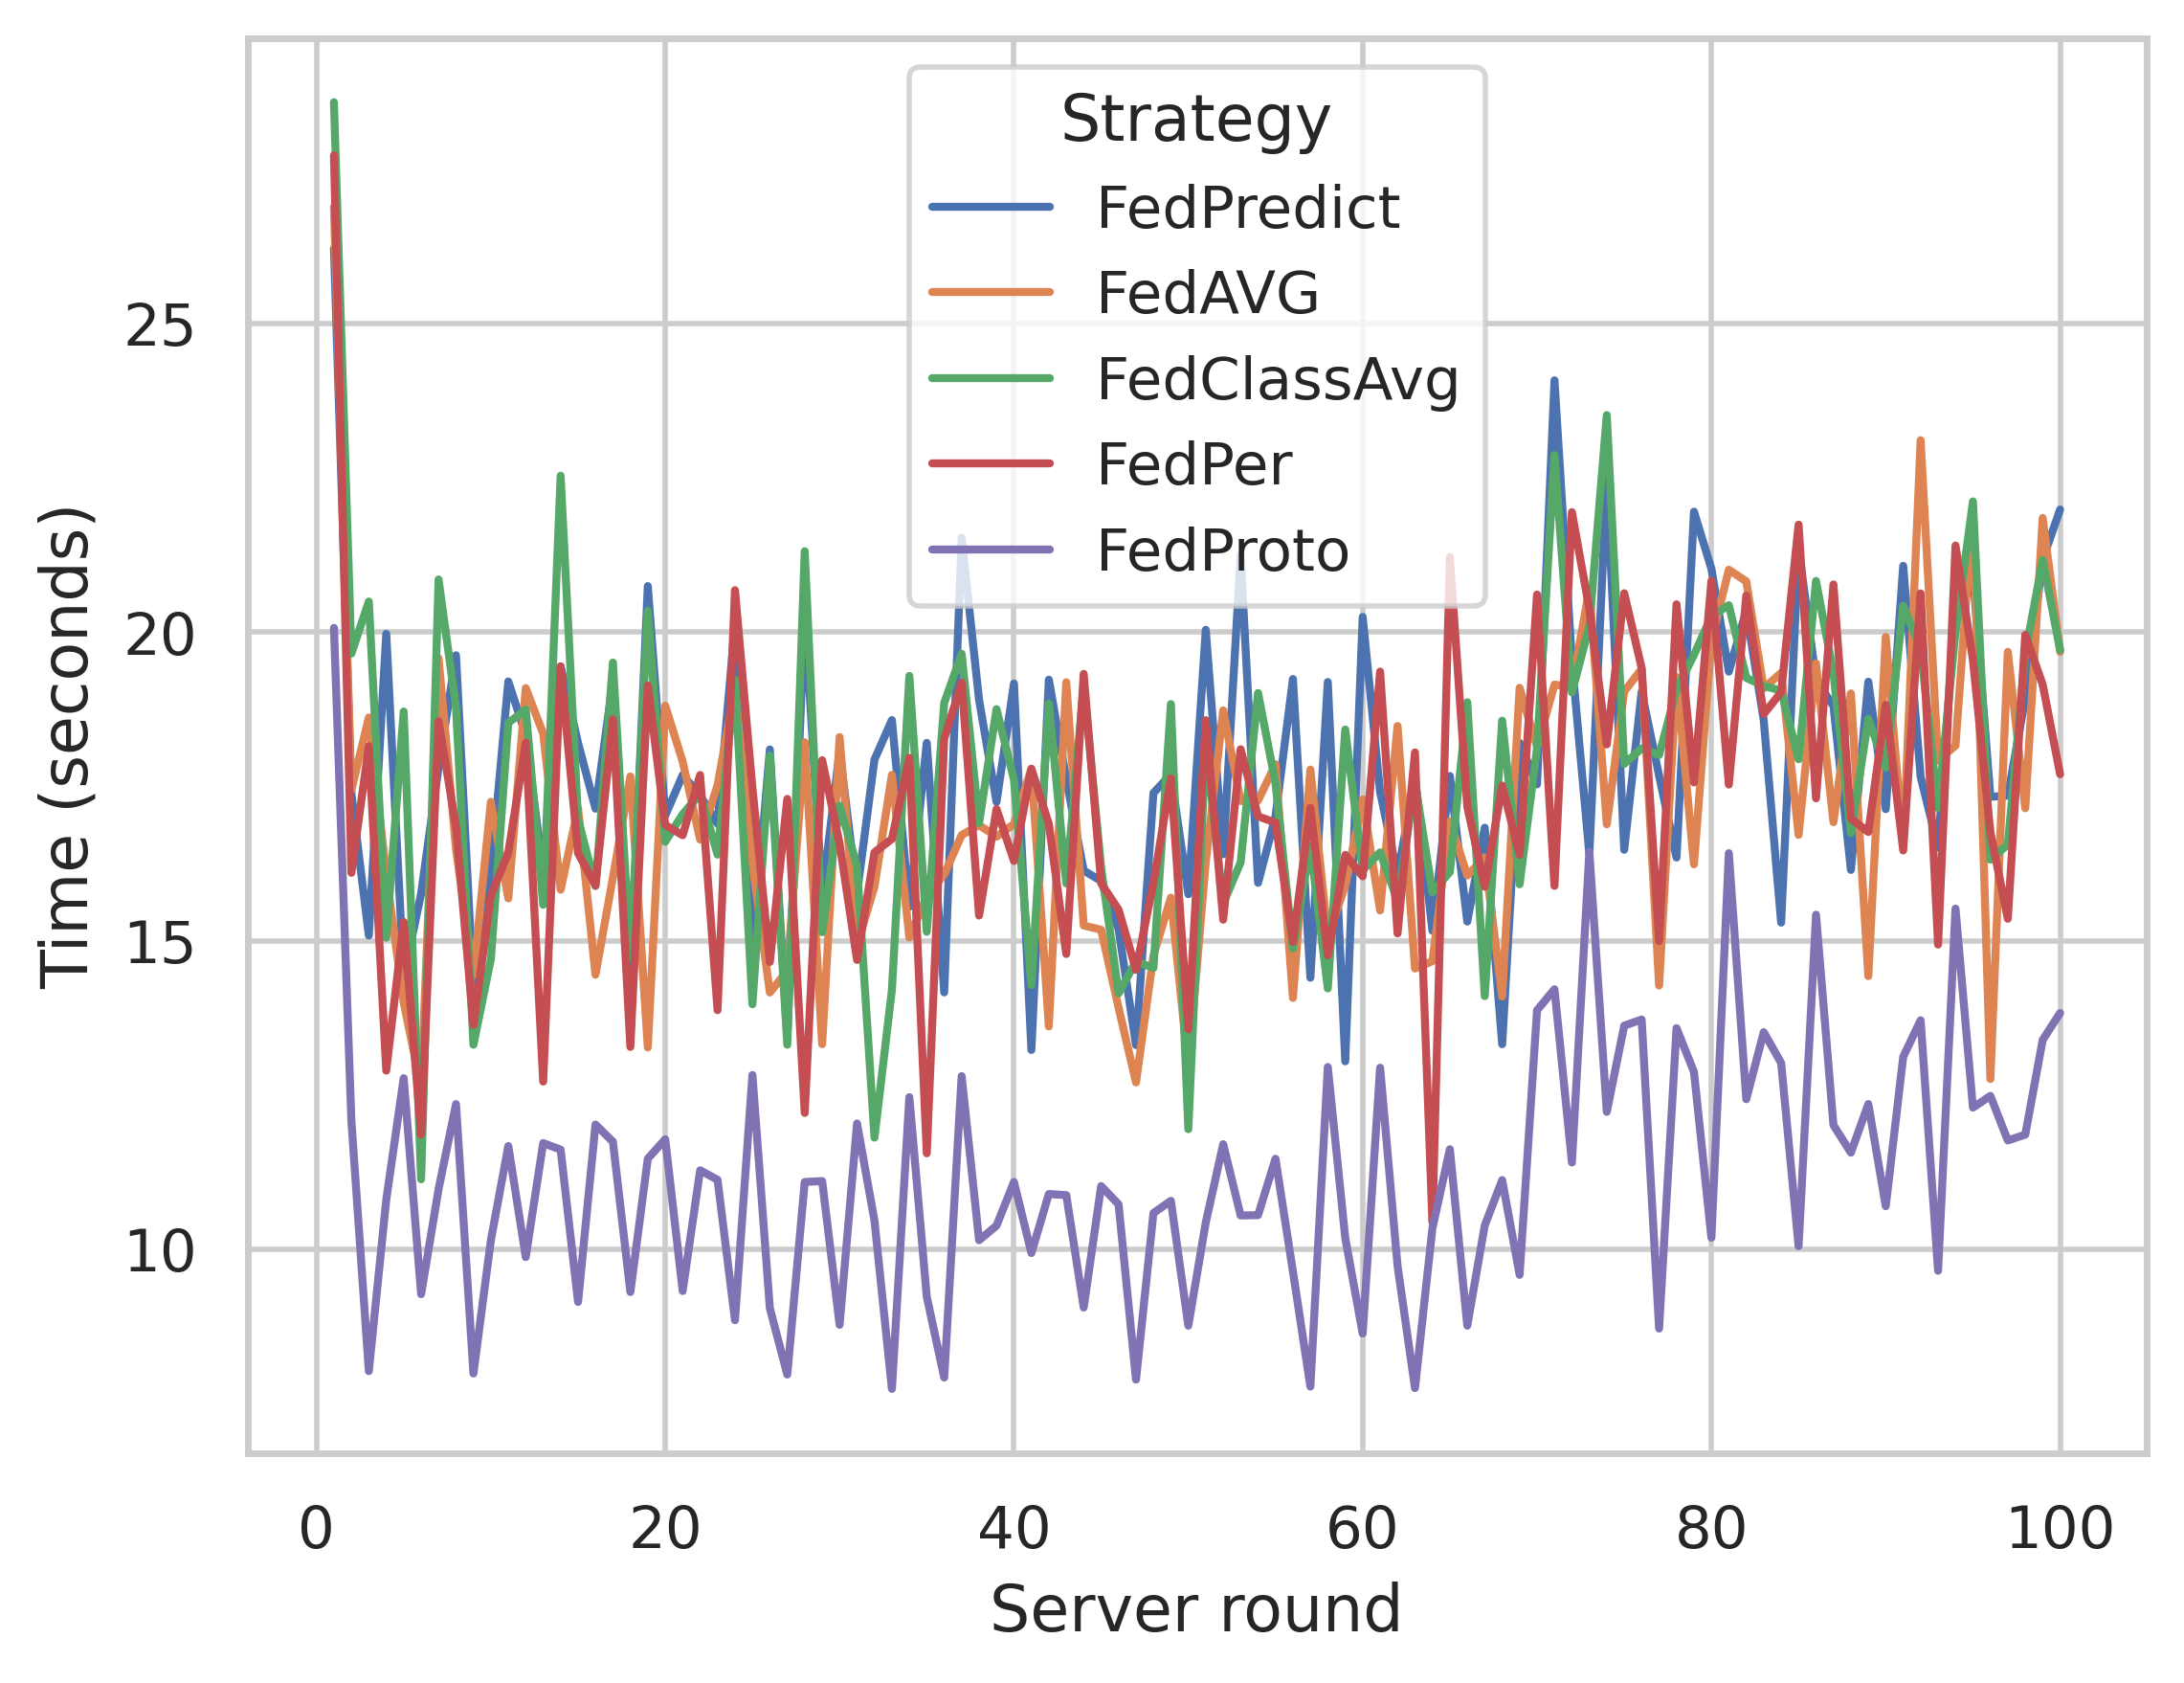 Strategy
FedPredict
FedAVG
FedClassAvg
FedPer
FedProto
Time (seconds)
25
20
15
10
0 20 40 60 80 100
Server round